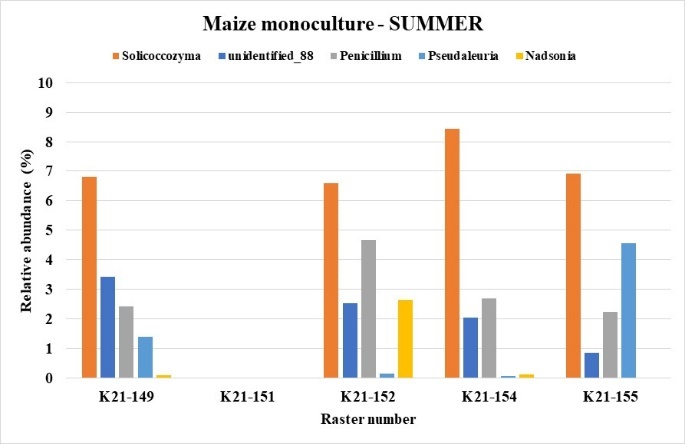 Maize monoculture - SUMMER
Solicoccozyma unidentified_88 Penicillium Pseudaleuria Nadsonia
10
9
8
7
6
5
4
3
2
1
0
Relative abundance (%)
K21-149 K21-151 K21-152 K21-154 K21-155
Raster number